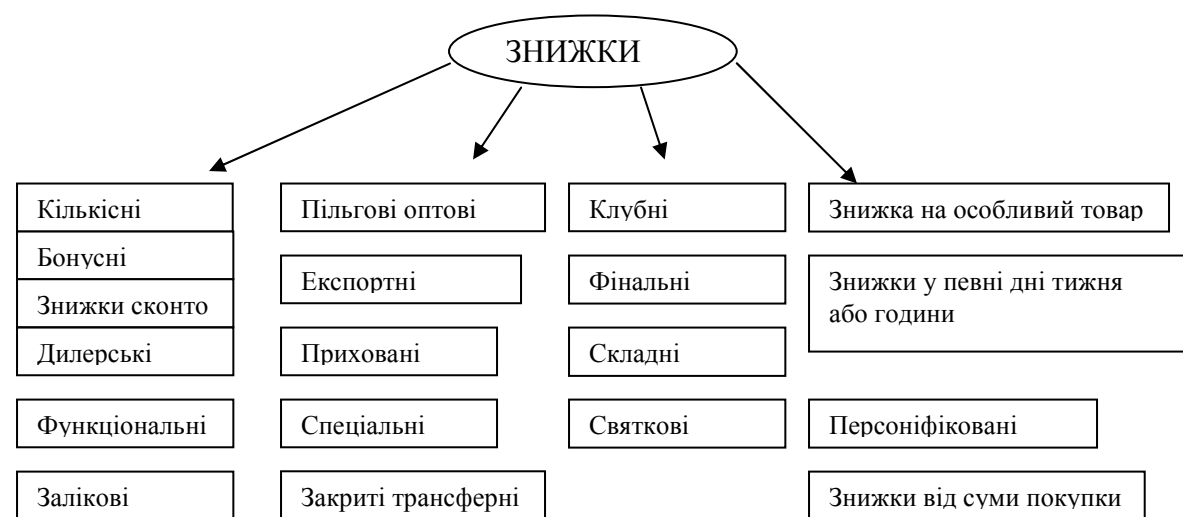 ЗНИЖКИ
Кількісні
Бонусні
Знижки сконто
Дилерські
Функціональні
Залікові
Пільгові оптові
Експортні
Приховані
Спеціальні
Закриті трансферні
Клубні
Фінальні
Складні
Святкові
Знижка на особливий товар
Знижки у певні дні тижня
або години
Персоніфіковані
Знижки від суми покупки